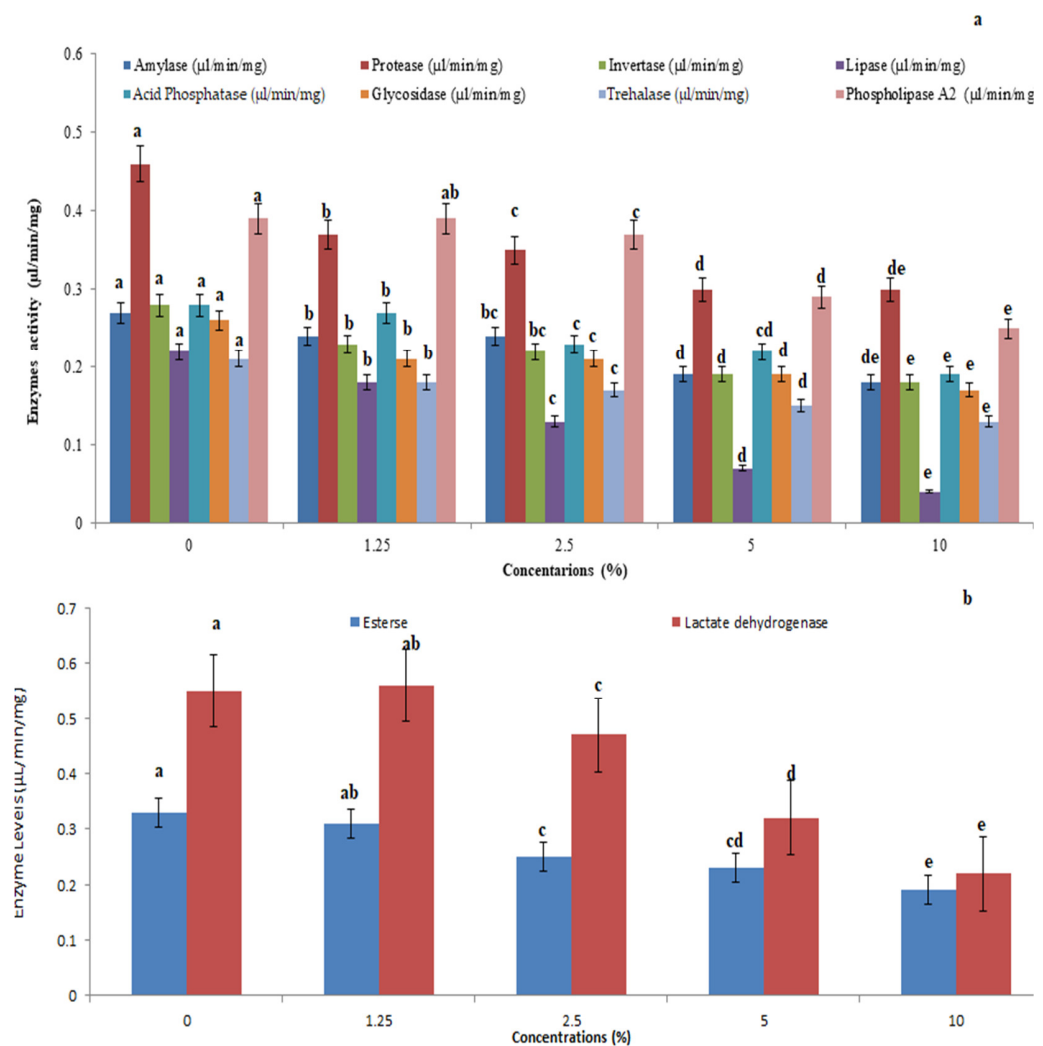 a
0.6
Amylase (µl/min/mg) Protease (µl/min/mg) Invertase (µl/min/mg) Lipase (µl/min/mg)
Acid Phosphatase (µl/min/mg) Glycosidase (µl/min/mg) Trehalase (µl/min/mg) Phospholipase A2 (µl/min/mg
0.5
0.4
0.3
0.2
0.1
0
Enzymes activity (µl/min/mg)
a a a a a a a a
b b b b b b b ab
bc c bc c c c c c
d d d d cd d d d
de de e e e e e e
0 1.25 2.5 5 10
Concentarions (%)
b
0.7
Esterse Lactate dehydrogenase
0.6
0.5
0.4
0.3
0.2
0.1
0
Enzyme Levels (µL/min/mg)
a a
ab ab
c c
cd d
e e
0 1.25 2.5 5 10
Concentrations (%)